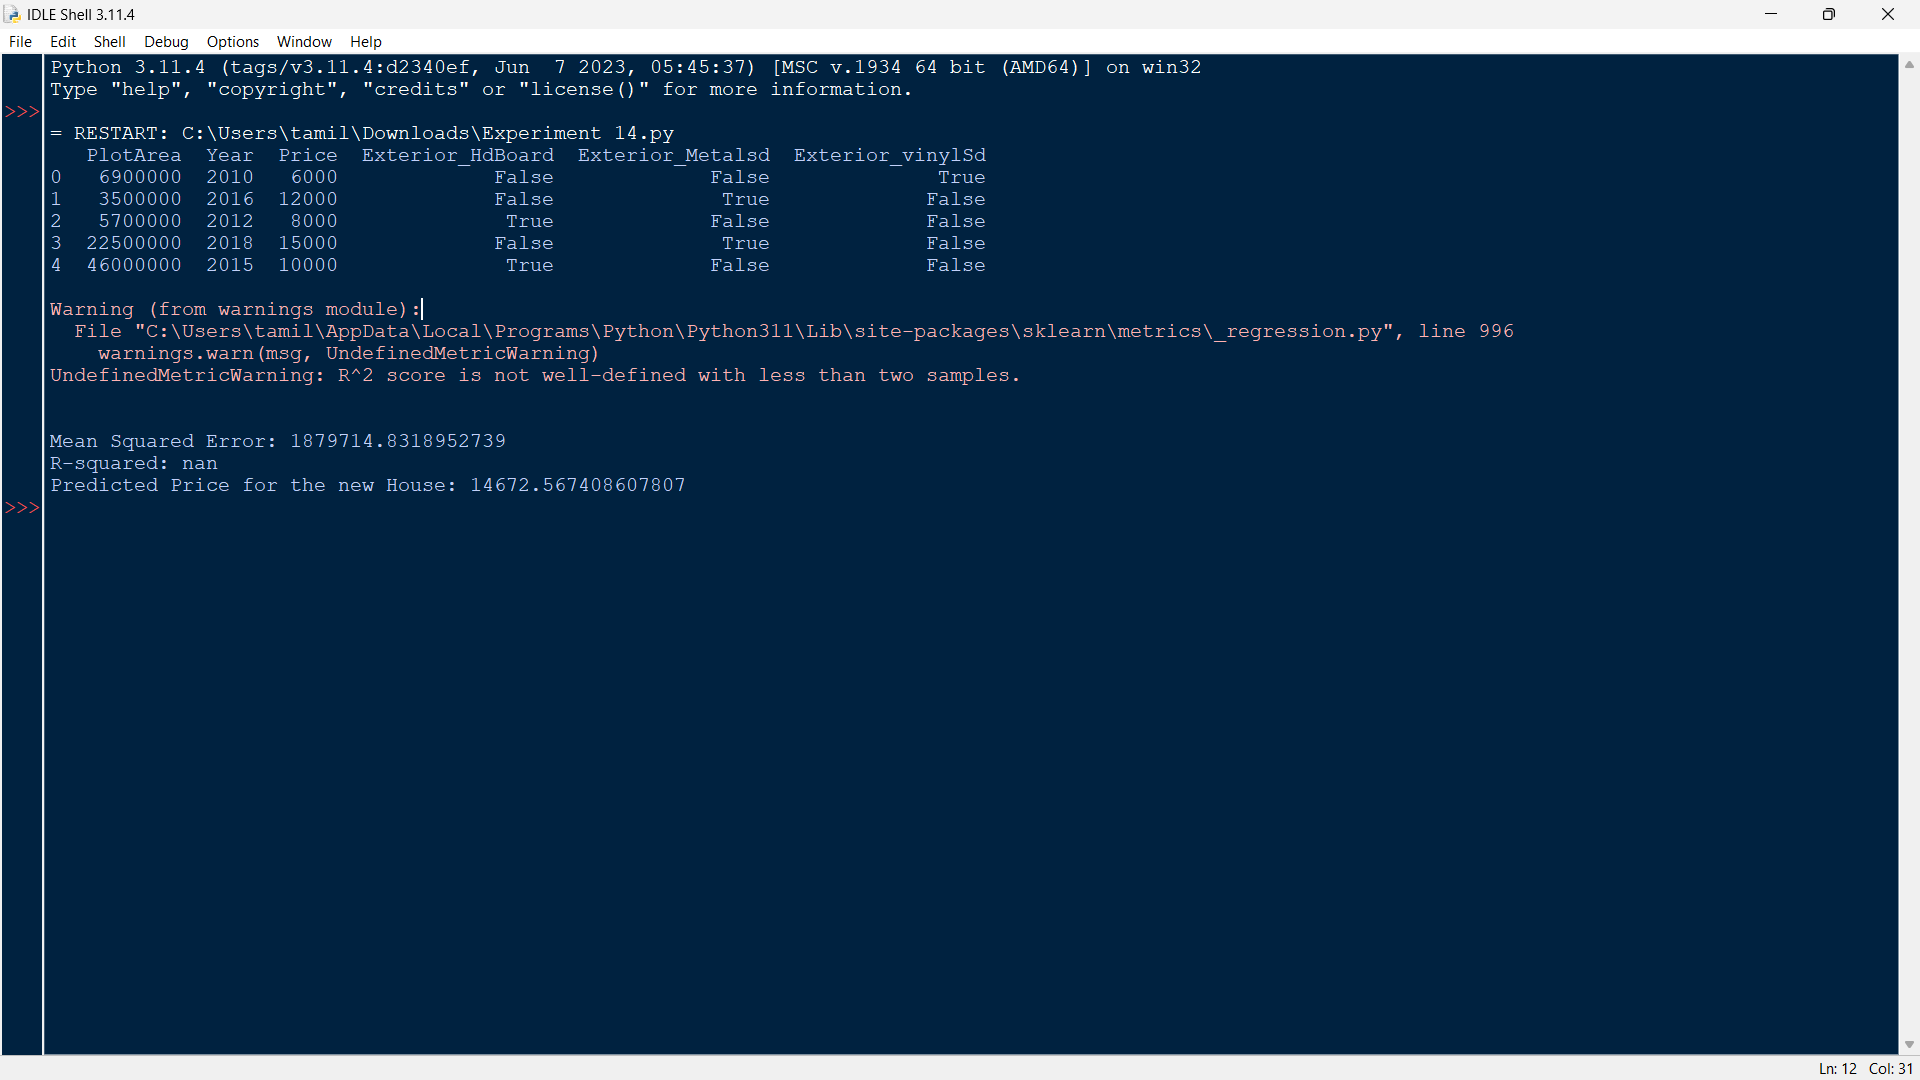 IDLE Shell 3.11.4
File Edit Shell Debug Options Window Help
Python 3.11.4 (tags/v3.11.4:d2340ef, Jun  7 2023, 05:45:37) [MSC v.1934 64 bit (AMD64)] on win32
Type "help", "copyright", "credits" or "license()" for more information.
>>>
= RESTART: C:\Users\tamil\Downloads\Experiment 14.py
   PlotArea  Year  Price  Exterior_HdBoard  Exterior_Metalsd  Exterior_vinylSd
0   6900000  2010   6000             False             False              True
1   3500000  2016  12000             False              True             False
2   5700000  2012   8000              True             False             False
3  22500000  2018  15000             False              True             False
4  46000000  2015  10000              True             False             False
Warning (from warnings module):
  File "C:\Users\tamil\AppData\Local\Programs\Python\Python311\Lib\site-packages\sklearn\metrics\_regression.py", line 996
    warnings.warn(msg, UndefinedMetricWarning)
UndefinedMetricWarning: R^2 score is not well-defined with less than two samples.
Mean Squared Error: 1879714.8318952739
R-squared: nan
Predicted Price for the new House: 14672.567408607807
>>>
Ln: 12 Col: 31